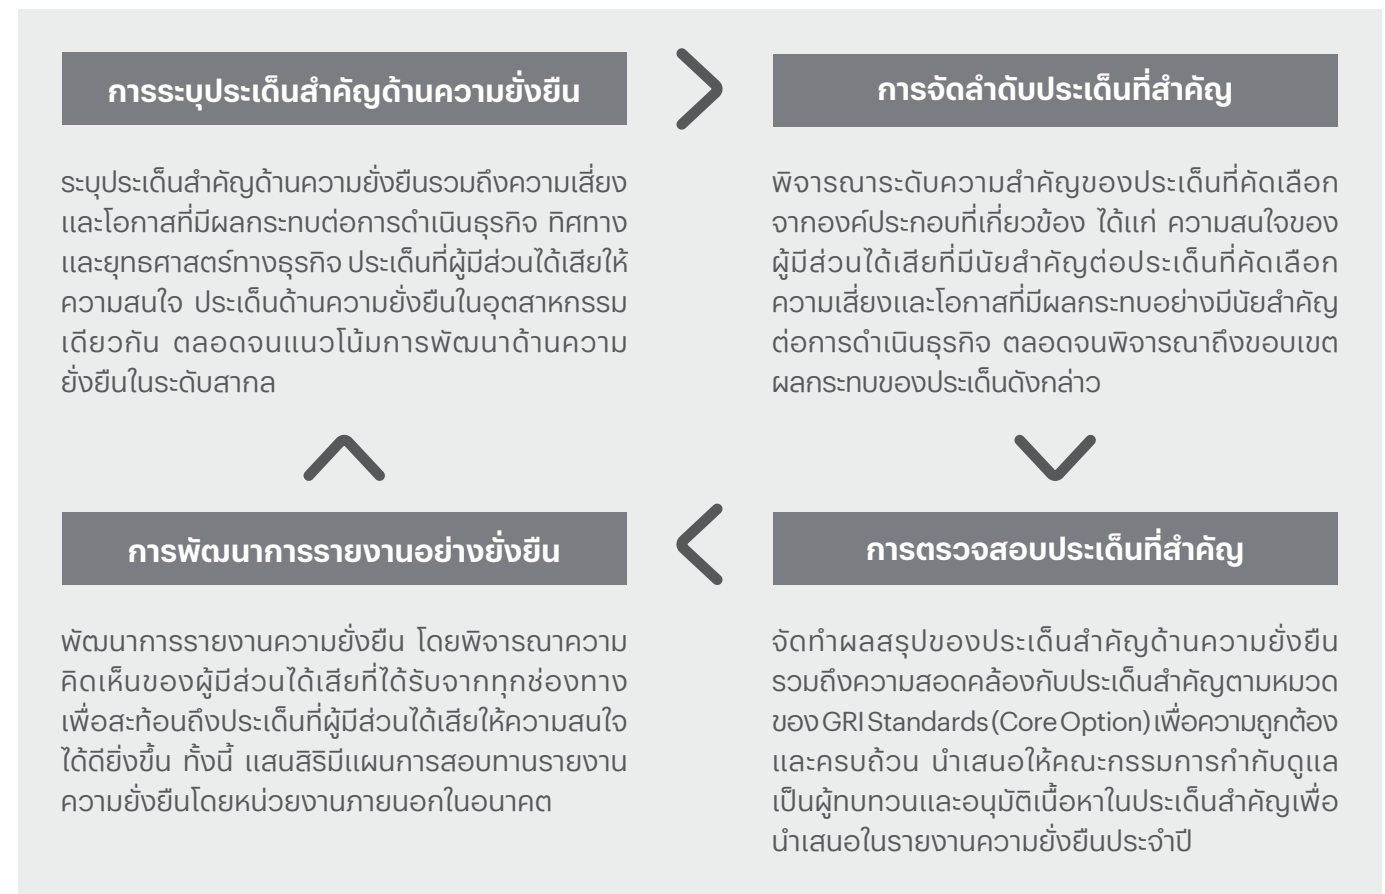 การระบุประเด็นสำคัญด้านความยั่งยืน
ระบุประเด็นสำคัญด้านความยั่งยืนรวมถึงความเสี่ยง
และโอกาสที่มีผลกระทบต่อการดำเนินธุรกิจ ทิศทาง
และยุทธศาสตร์ทางธุรกิจ ประเด็นที่ผู้มีส่วนได้เสียให้
ความสนใจ ประเด็นด้านความยั่งยืนในอุตสาหกรรม
เดียวกัน ตลอดจนแนวโน้มการพัฒนาด้านความ
ยั่งยืนในระดับสากล
การจัดลำดับประเด็นที่สำคัญ
พิจารณาระดับความสำคัญของประเด็นที่คัดเลือก
จากองค์ประกอบที่เกี่ยวข้อง ได้แก่ ความสนใจของ
ผู้มีส่วนได้เสียที่มีนัยสำคัญต่อประเด็นที่คัดเลือก
ความเสี่ยงและโอกาสที่มีผลกระทบอย่างมีนัยสำคัญ
ต่อการดำเนินธุรกิจ ตลอดจนพิจารณาถึงขอบเขต
ผลกระทบของประเด็นดังกล่าว
การตรวจสอบประเด็นที่สำคัญ
จัดทำผลสรุปของประเด็นสำคัญด้านความยั่งยืน
รวมถึงความสอดคล้องกับประเด็นสำคัญตามหมวด
ของ GRI Standards (Core Option) เพื่อความถูกต้อง
และครบถ้วน นำเสนอให้คณะกรรมการกำกับดูแล
เป็นผู้ทบทวนและอนุมัติเนื้อหาในประเด็นสำคัญเพื่อ
นำเสนอในรายงานความยั่งยืนประจำปี
การพัฒนาการรายงานอย่างยั่งยืน
พัฒนาการรายงานความยั่งยืน โดยพิจารณาความ
คิดเห็นของผู้มีส่วนได้เสียที่ได้รับจากทุกช่องทาง
เพื่อสะท้อนถึงประเด็นที่ผู้มีส่วนได้เสียให้ความสนใจ
ได้ดียิ่งขึ้น ทั้งนี้ แสนสิริมีแผนการสอบทานรายงาน
ความยั่งยืนโดยหน่วยงานภายนอกในอนาคต